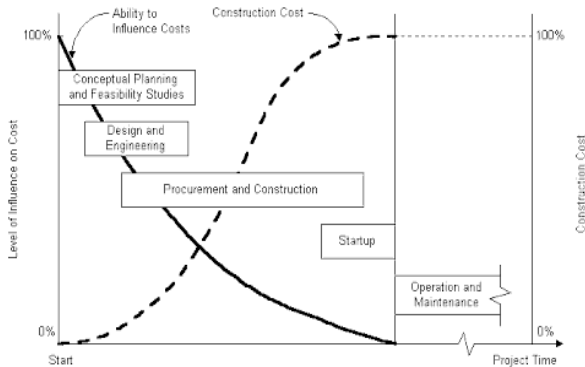 Ability to
Influence Costs
Construction Cost
100%
100%
Conceptual Planning
and Feasibility Studies
Design and
Engineering
Procurement and Construction
Startup
Operation and
Maintenance
Level of Influence on Cost
Construction Cost
0%
0%
Start
Project Time